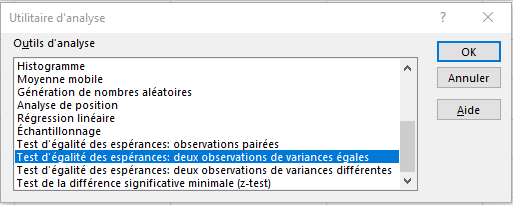 Utilitaire d'analyse
?
Outils d'analyse
OK
Histogramme
Moyenne mobile
Annuler
Génération de nombres aléatoires
Analyse de position
Régression linéaire
Aide
Échantillonnage
Test d'égalité des espérances: observations pairées
Test d'égalité des espérances: deux observations de variances égales
Test d'égalité des espérances: deux observations de variances différentes
Test de la différence significative minimale (z-test)